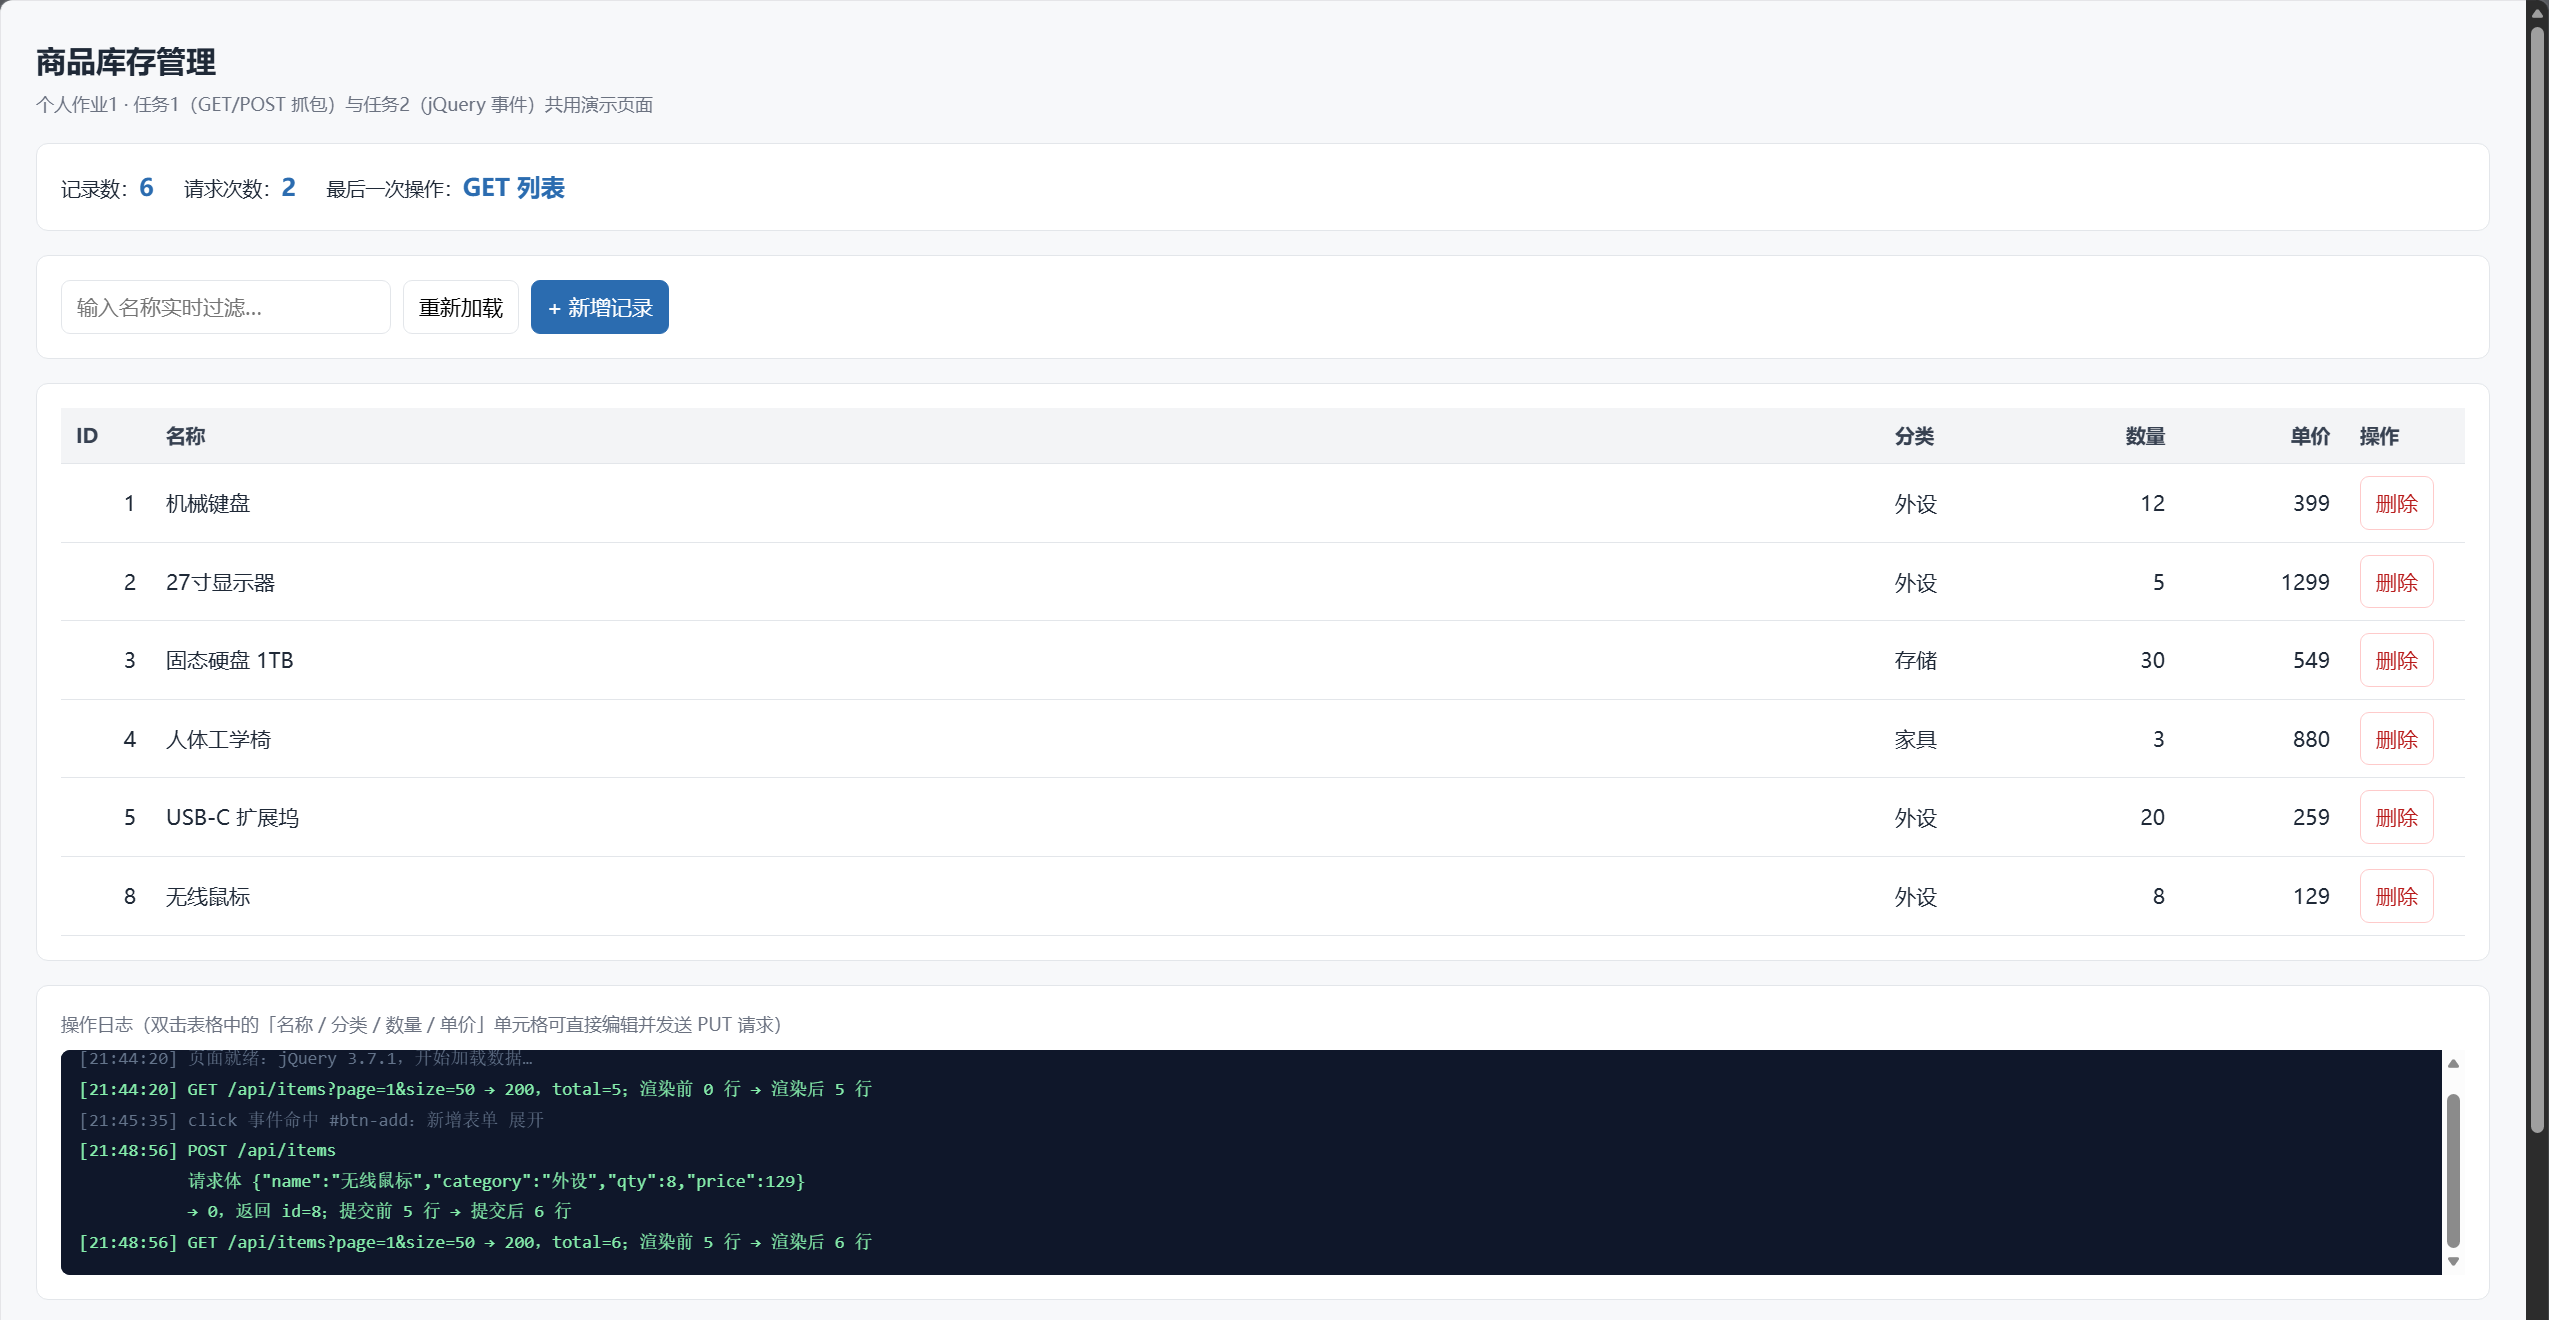 商品库存管理
个人作业1 · 任务1（GET/POST 抓包）与任务2（jQuery 事件）共用演示页面
记录数：6 请求次数：2 最后一次操作：GET 列表
输入名称实时过滤... 重新加载 + 新增记录
ID 名称 分类 数量 单价 操作
1 机械键盘 外设 12 399 删除
2 27寸显示器 外设 5 1299 删除
3 固态硬盘 1TB 存储 30 549 删除
4 人体工学椅 家具 3 880 删除
5 USB-C 扩展坞 外设 20 259 删除
8 无线鼠标 外设 8 129 删除
操作日志（双击表格中的「名称 / 分类 / 数量 / 单价」单元格可直接编辑并发送 PUT 请求）
[21:44:20] 页面就绪：jQuery 3.7.1，开始加载数据…
[21:44:20] GET /api/items?page=1&size=50 → 200，total=5；渲染前 0 行 → 渲染后 5 行
[21:45:35] click 事件命中 #btn-add：新增表单 展开
[21:48:56] POST /api/items
请求体 {"name":"无线鼠标","category":"外设","qty":8,"price":129}
→ 0，返回 id=8；提交前 5 行 → 提交后 6 行
[21:48:56] GET /api/items?page=1&size=50 → 200，total=6；渲染前 5 行 → 渲染后 6 行